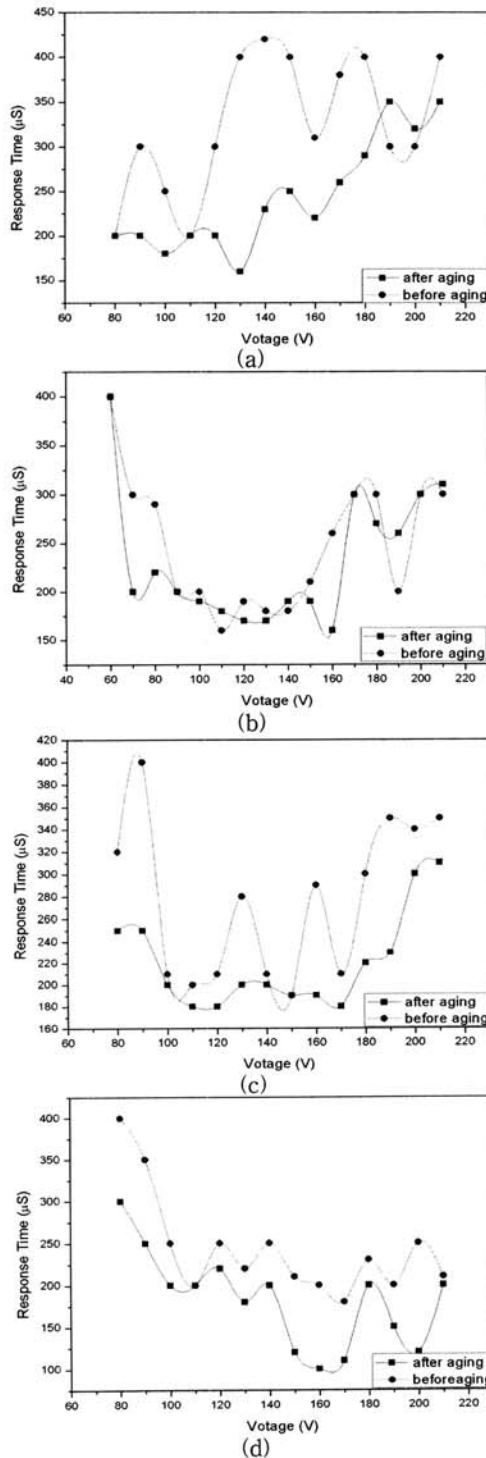 400
350
300
250
200
150
Response Time (μS)
after aging
before aging
60 80 100 120 140 160 180 200 220
Votage (V)
(a)
400
350
300
250
200
150
Response Time (μS)
after aging
before aging
40 60 80 100 120 140 160 180 200 220
Votage (V)
(b)
420
400
380
360
340
320
300
280
260
240
220
200
180
160
Response Time (μS)
after aging
before aging
60 80 100 120 140 160 180 200 220
Votage (V)
(c)
400
350
300
250
200
150
100
Response Time (μS)
after aging
beforeaging
60 80 100 120 140 160 180 200 220
Votage (V)
(d)